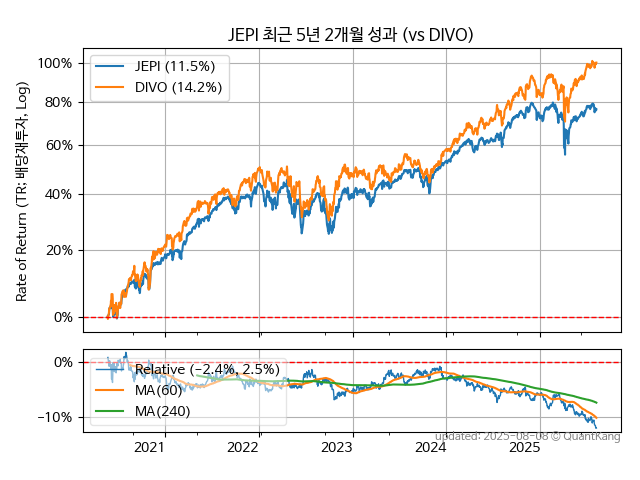 JEPI 최근 5년 2개월 성과 (vs DIVO)
Rate of Return (TR: 배당재투자, Log)
100%
80%
60%
40%
20%
0%
JEPI (11.5%)
DIVO (14.2%)
0%
−10%
Relative (−2.4%, 2.5%)
MA(60)
MA(240)
2021
2022
2023
2024
2025
updated: 2025-08-08 © QuantKang